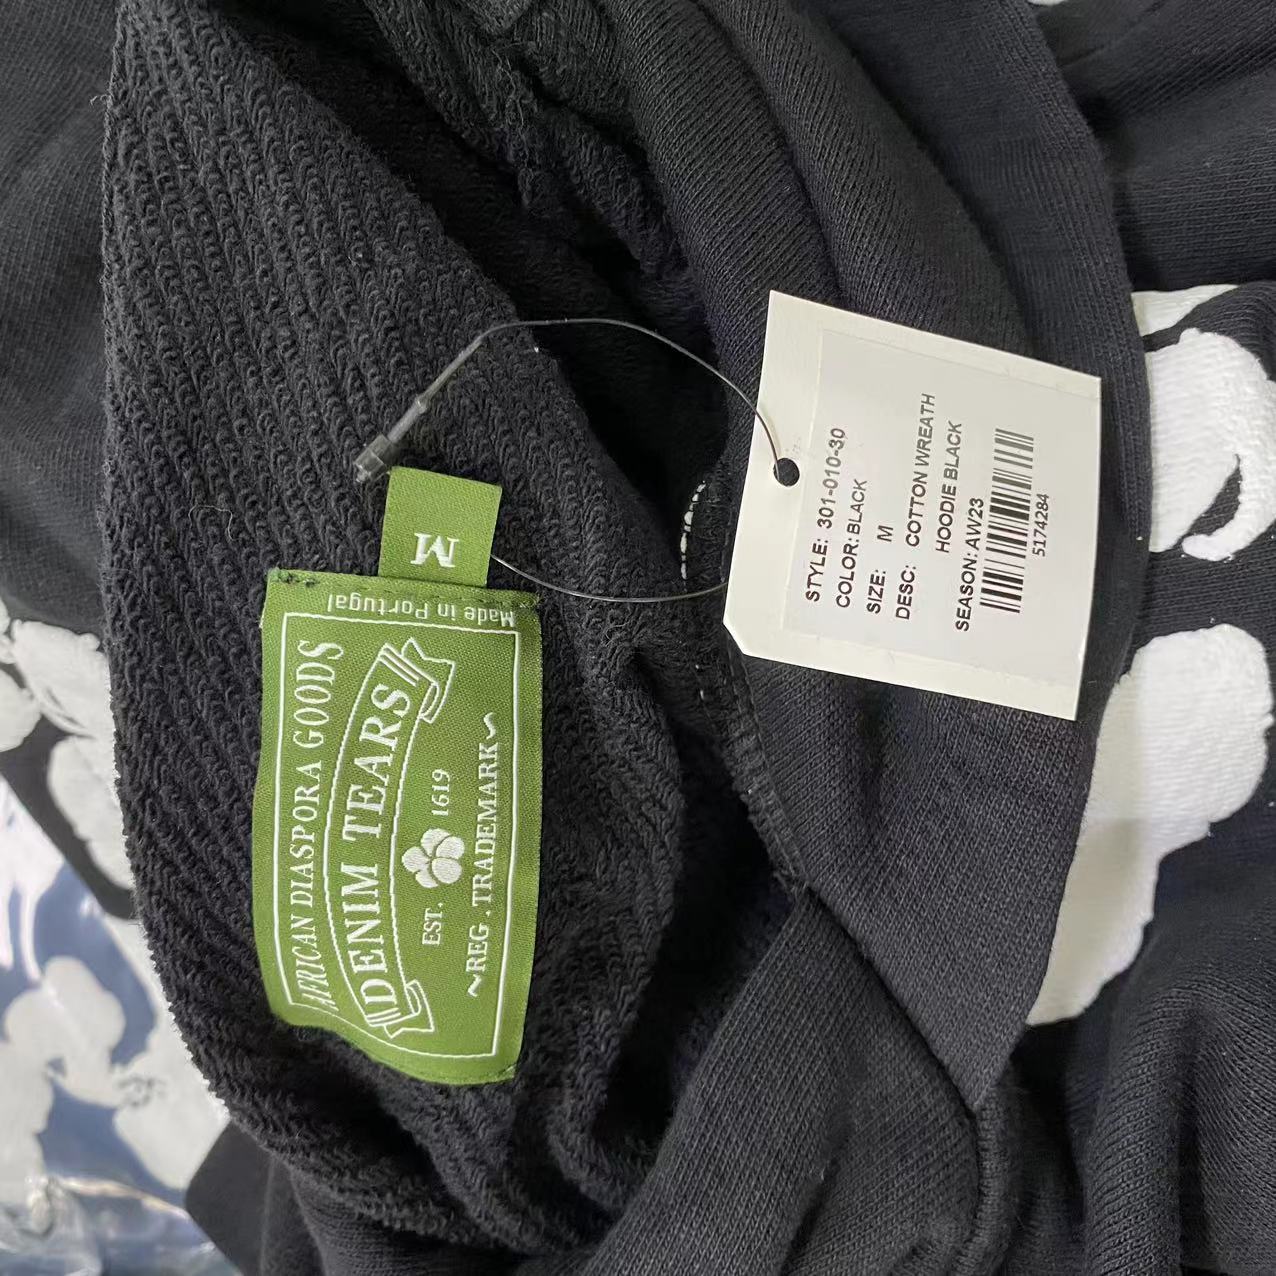 M
Made in Portugal
AFRICAN DIASPORA GOODS
DENIM TEARS
EST. 1619
~REG. TRADEMARK~
STYLE: 301-010-30
COLOR: BLACK
SIZE: M
DESC: COTTON WREATH
HOODIE BLACK
SEASON: AW23
5174284